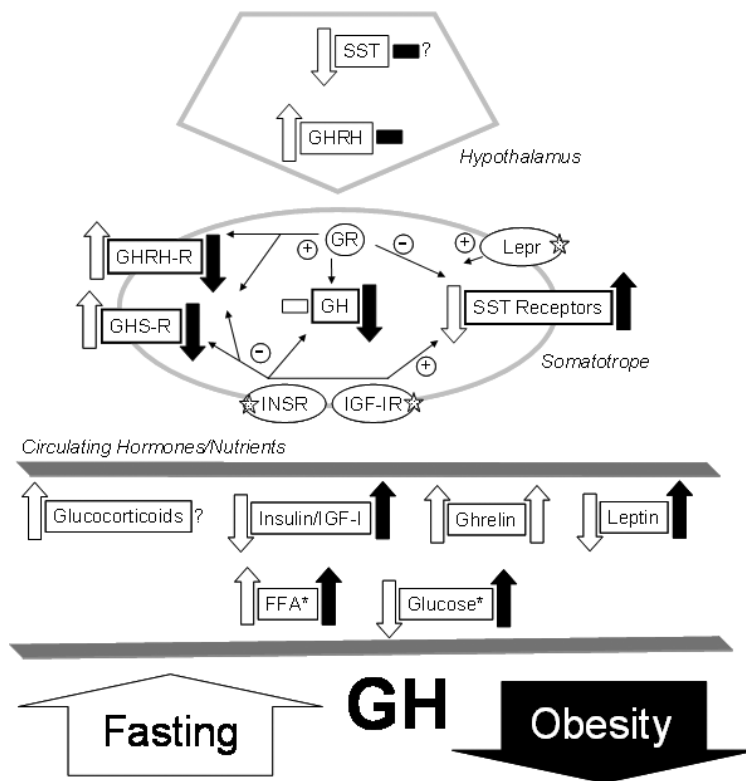 SST ?
GHRH
Hypothalamus
GR
GHRH-R + - + Lepr
GH
GHS-R SST Receptors
- +
Somatotrope
INSR IGF-IR
Circulating Hormones/Nutrients
Glucocorticoids ? Insulin/IGF-I Ghrelin Leptin
FFA* Glucose*
Fasting GH Obesity